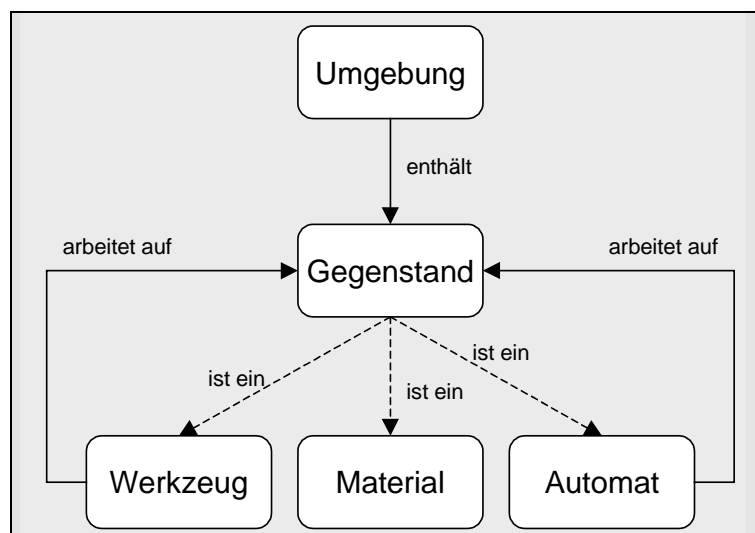 Umgebung
enthält
arbeitet auf
arbeitet auf
Gegenstand
ist ein
ist ein
ist ein
Werkzeug
Material
Automat